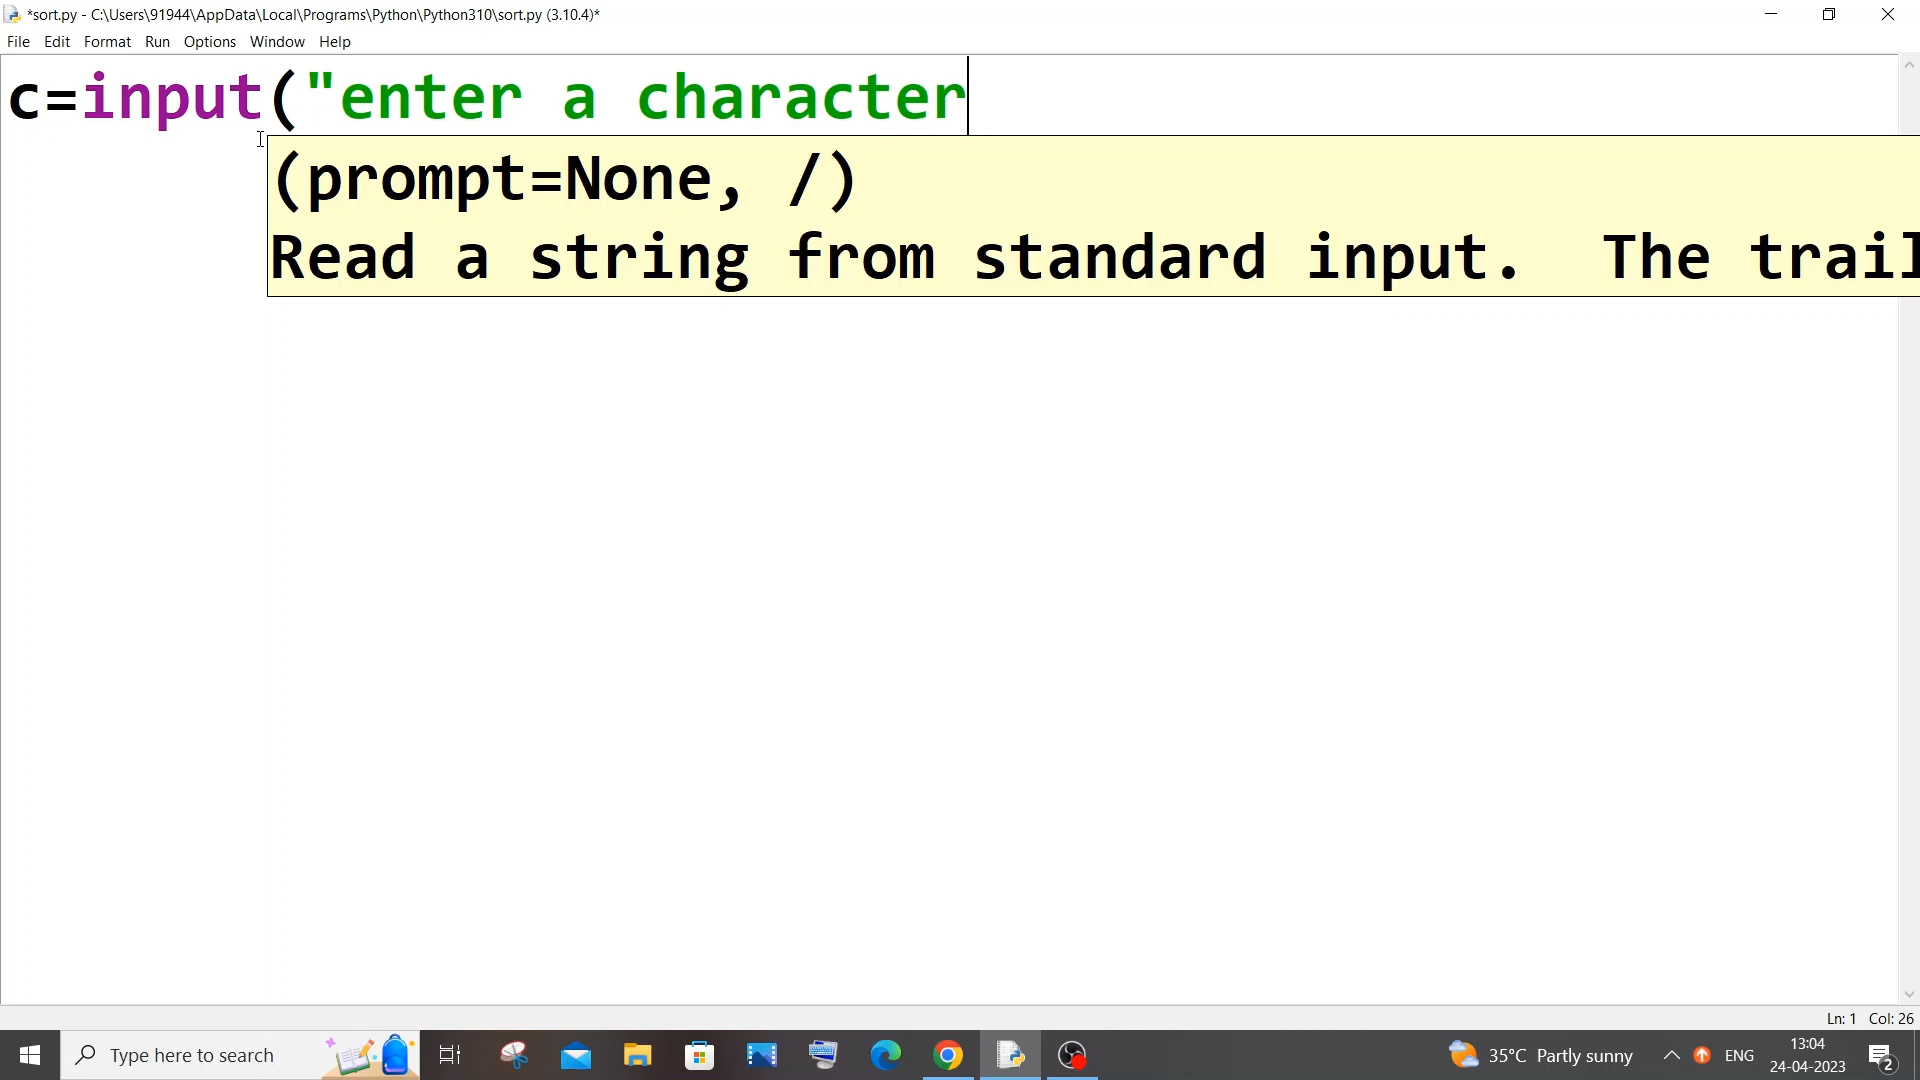 *sort.py - C:\Users\91944\AppData\Local\Programs\Python\Python310\sort.py (3.10.4)*
File Edit Format Run Options Window Help
c=input("enter a character
(prompt=None, /)
Read a string from standard input.  The trail
Ln: 1 Col: 26
Type here to search
35°C Partly sunny
ENG
13:04
24-04-2023
2